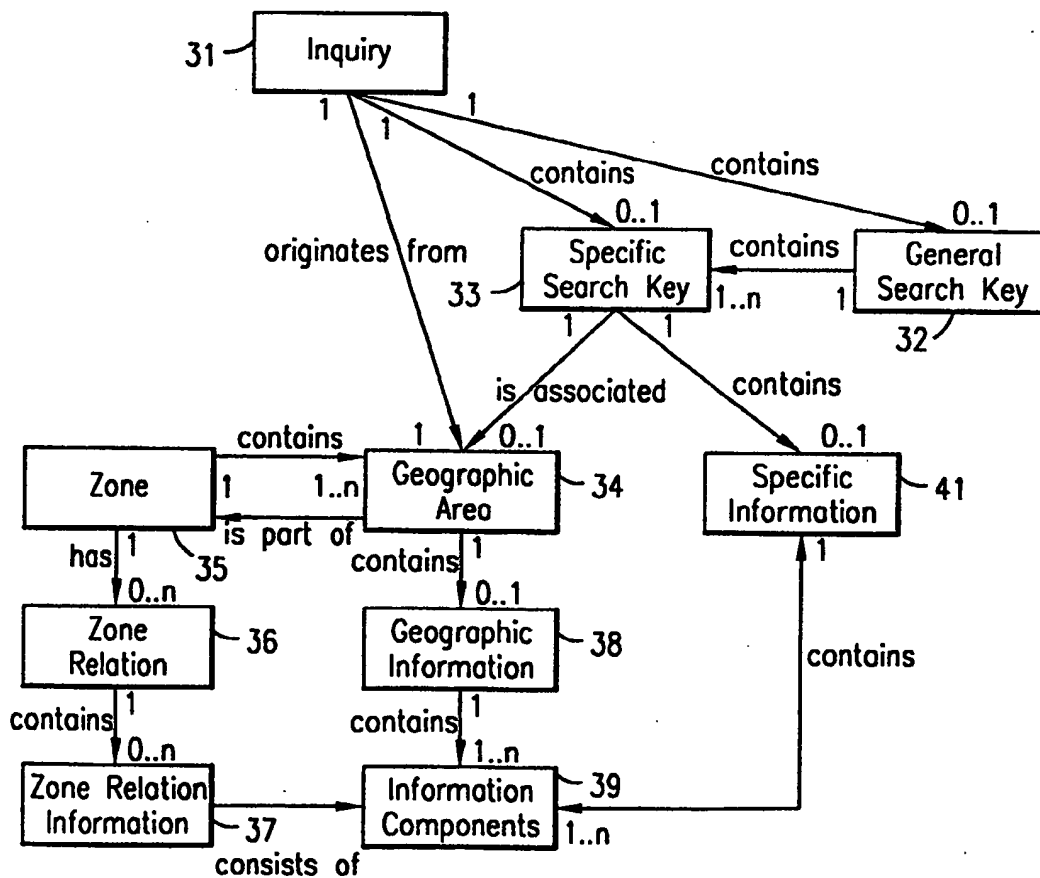 31
Inquiry
1
1
1
contains
contains
0..1
0..1
originates from
Specific
Search Key
contains
General
Search Key
33
1..n
1
32
1
1
is associated
contains
contains
1
0..1
0..1
Zone
1
1..n
Geographic
Area
34
Specific
Information
41
is part of
has
1
35
contains
1
1
0..n
0..1
Zone
Relation
36
Geographic
Information
38
contains
contains
1
contains
1
0..n
1..n
Zone Relation
Information
37
Information
Components
39
1..n
consists of